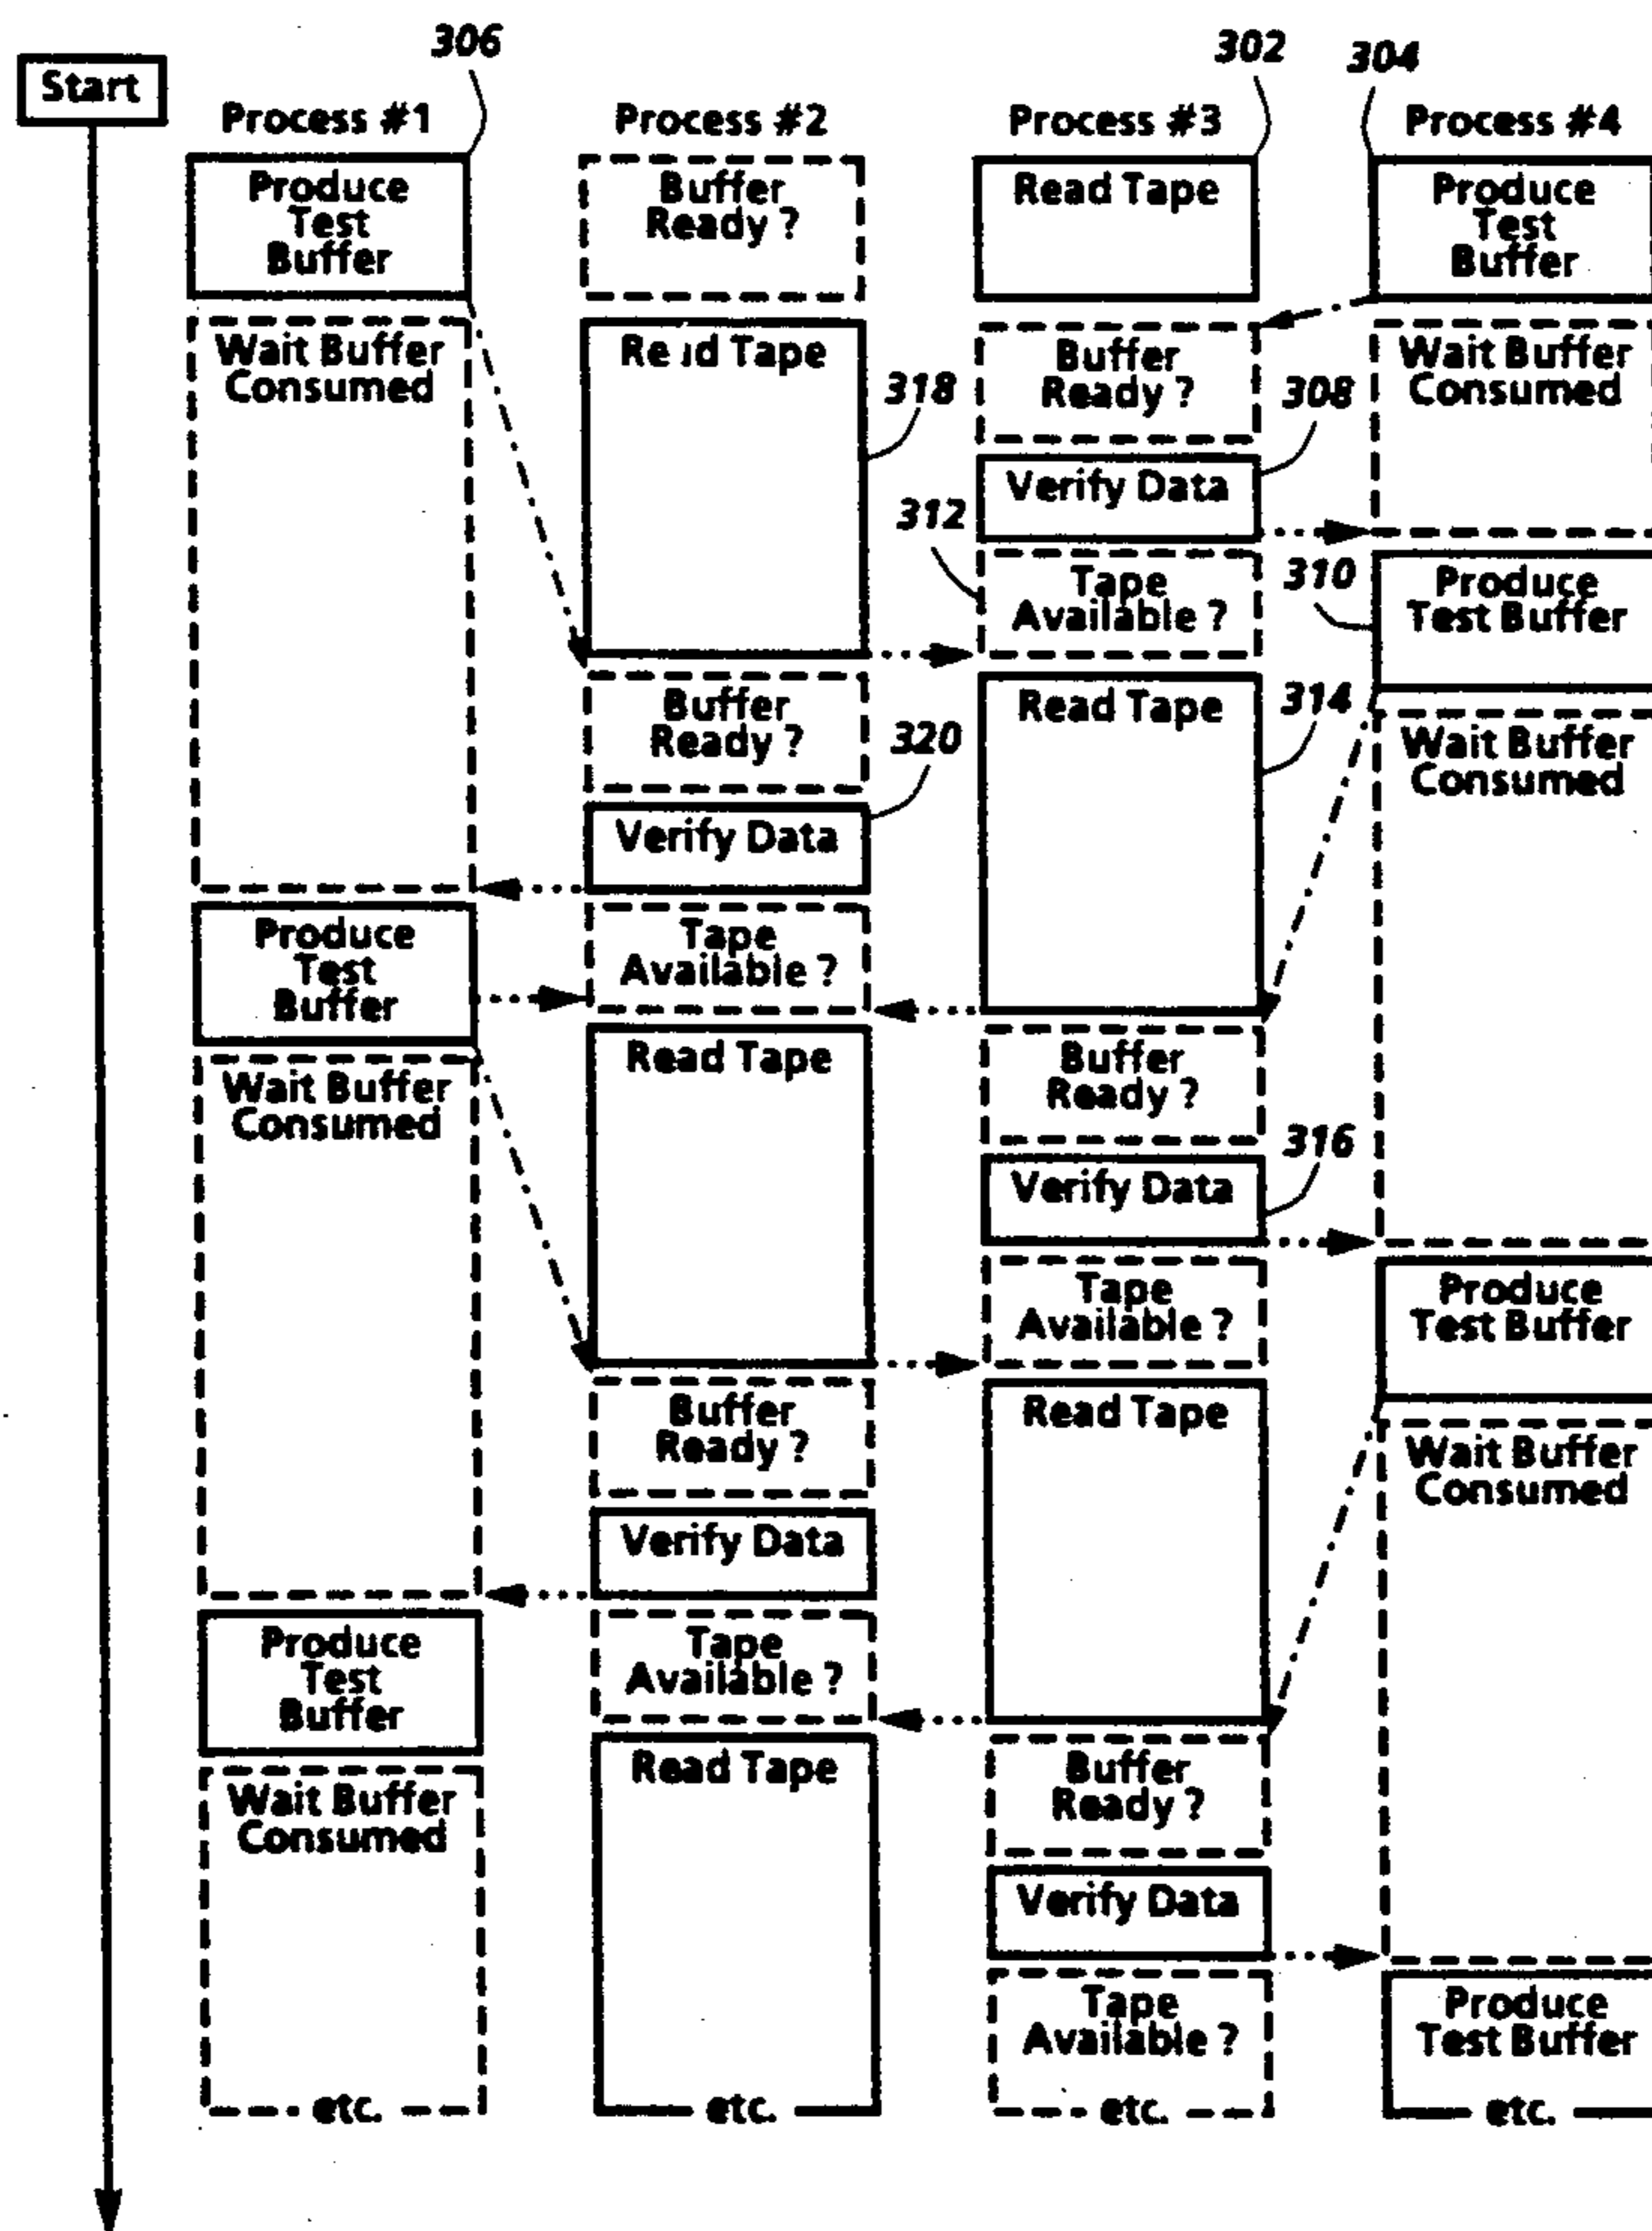 Start
306
302
304
Process #1
Process #2
Process #3
Process #4
Produce
Test
Buffer
Wait Buffer
Consumed
Produce
Test
Buffer
Wait Buffer
Consumed
Produce
Test
Buffer
Wait Buffer
Consumed
etc.
Buffer
Ready ?
Read Tape
318
Buffer
Ready ?
320
Verify Data
Tape
Available ?
Read Tape
Buffer
Ready ?
Verify Data
Tape
Available ?
Read Tape
etc.
Read Tape
Buffer
Ready ?
308
Verify Data
312
Tape
Available ?
Read Tape
314
Buffer
Ready ?
316
Verify Data
Tape
Available ?
Read Tape
Buffer
Ready ?
Verify Data
Tape
Available ?
etc.
Produce
Test
Buffer
Wait Buffer
Consumed
310
Produce
Test Buffer
Wait Buffer
Consumed
Produce
Test Buffer
Wait Buffer
Consumed
Produce
Test Buffer
etc.